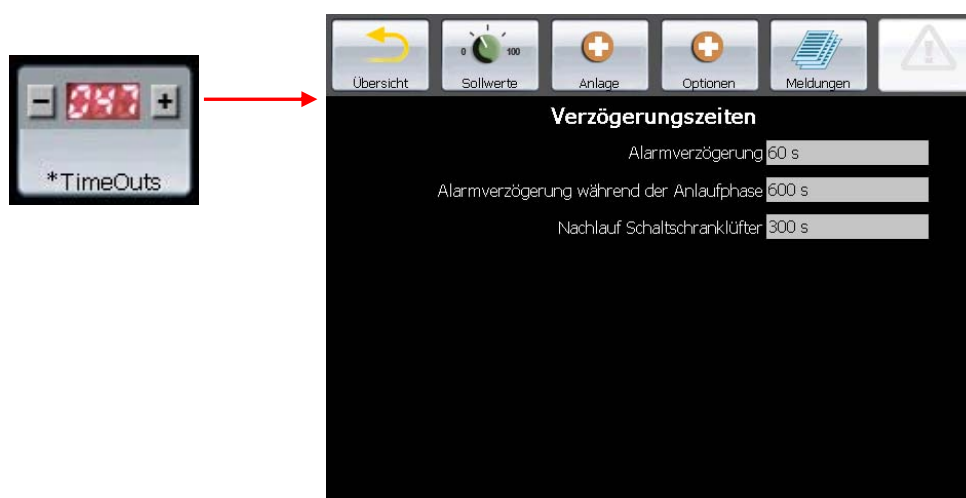 - 047 +
*TimeOuts
0 100
Übersicht Sollwerte Anlage Optionen Meldungen
Verzögerungszeiten
Alarmverzögerung 60 s
Alarmverzögerung während der Anlaufphase 600 s
Nachlauf Schaltschranklüfter 300 s